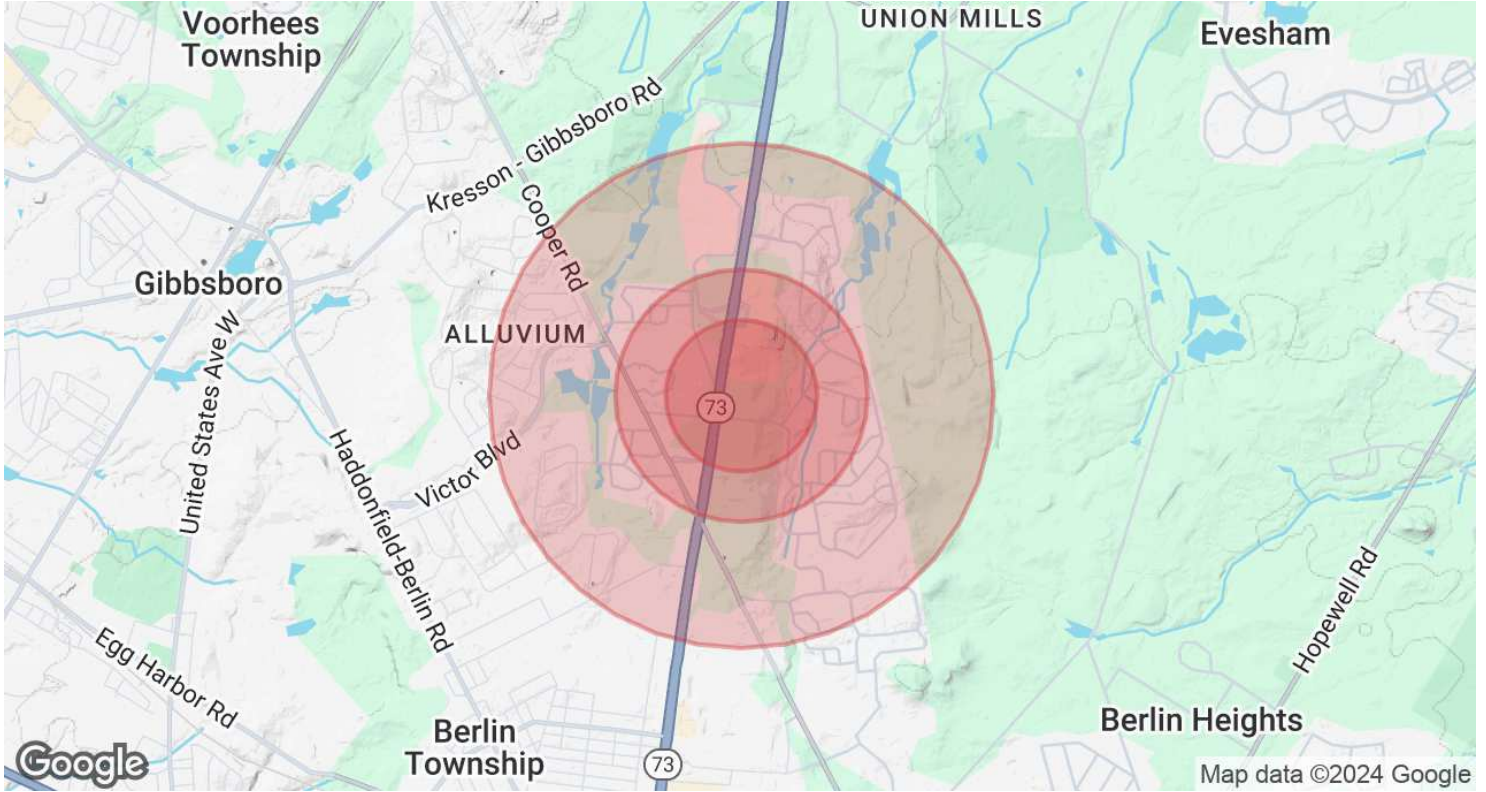 Voorhees
Township
UNION MILLS
Evesham
Kresson - Gibbsboro Rd
Cooper Rd
Gibbsboro
ALLUVIUM
United States Ave W
73
Victor Blvd
Haddonfield-Berlin Rd
Hopewell Rd
Egg Harbor Rd
Berlin
Township
Berlin Heights
73
Google
Map data ©2024 Google